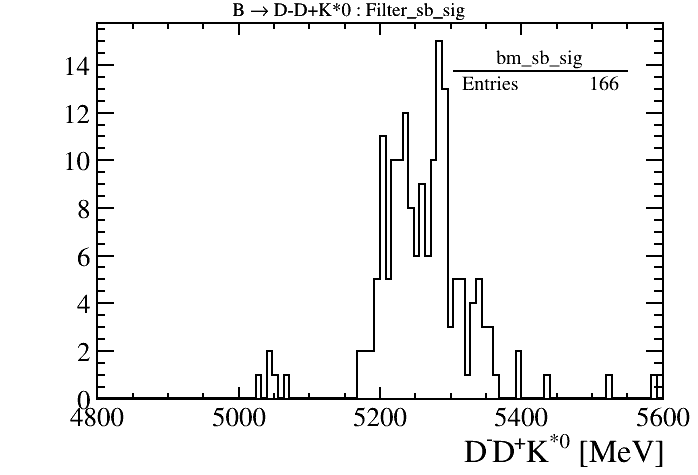 B → D-D+K*0 : Filter_sb_sig
bm_sb_sig
Entries 166
14
12
10
8
6
4
2
0
4800 5000 5200 5400 5600
D⁻D⁺K*⁰ [MeV]